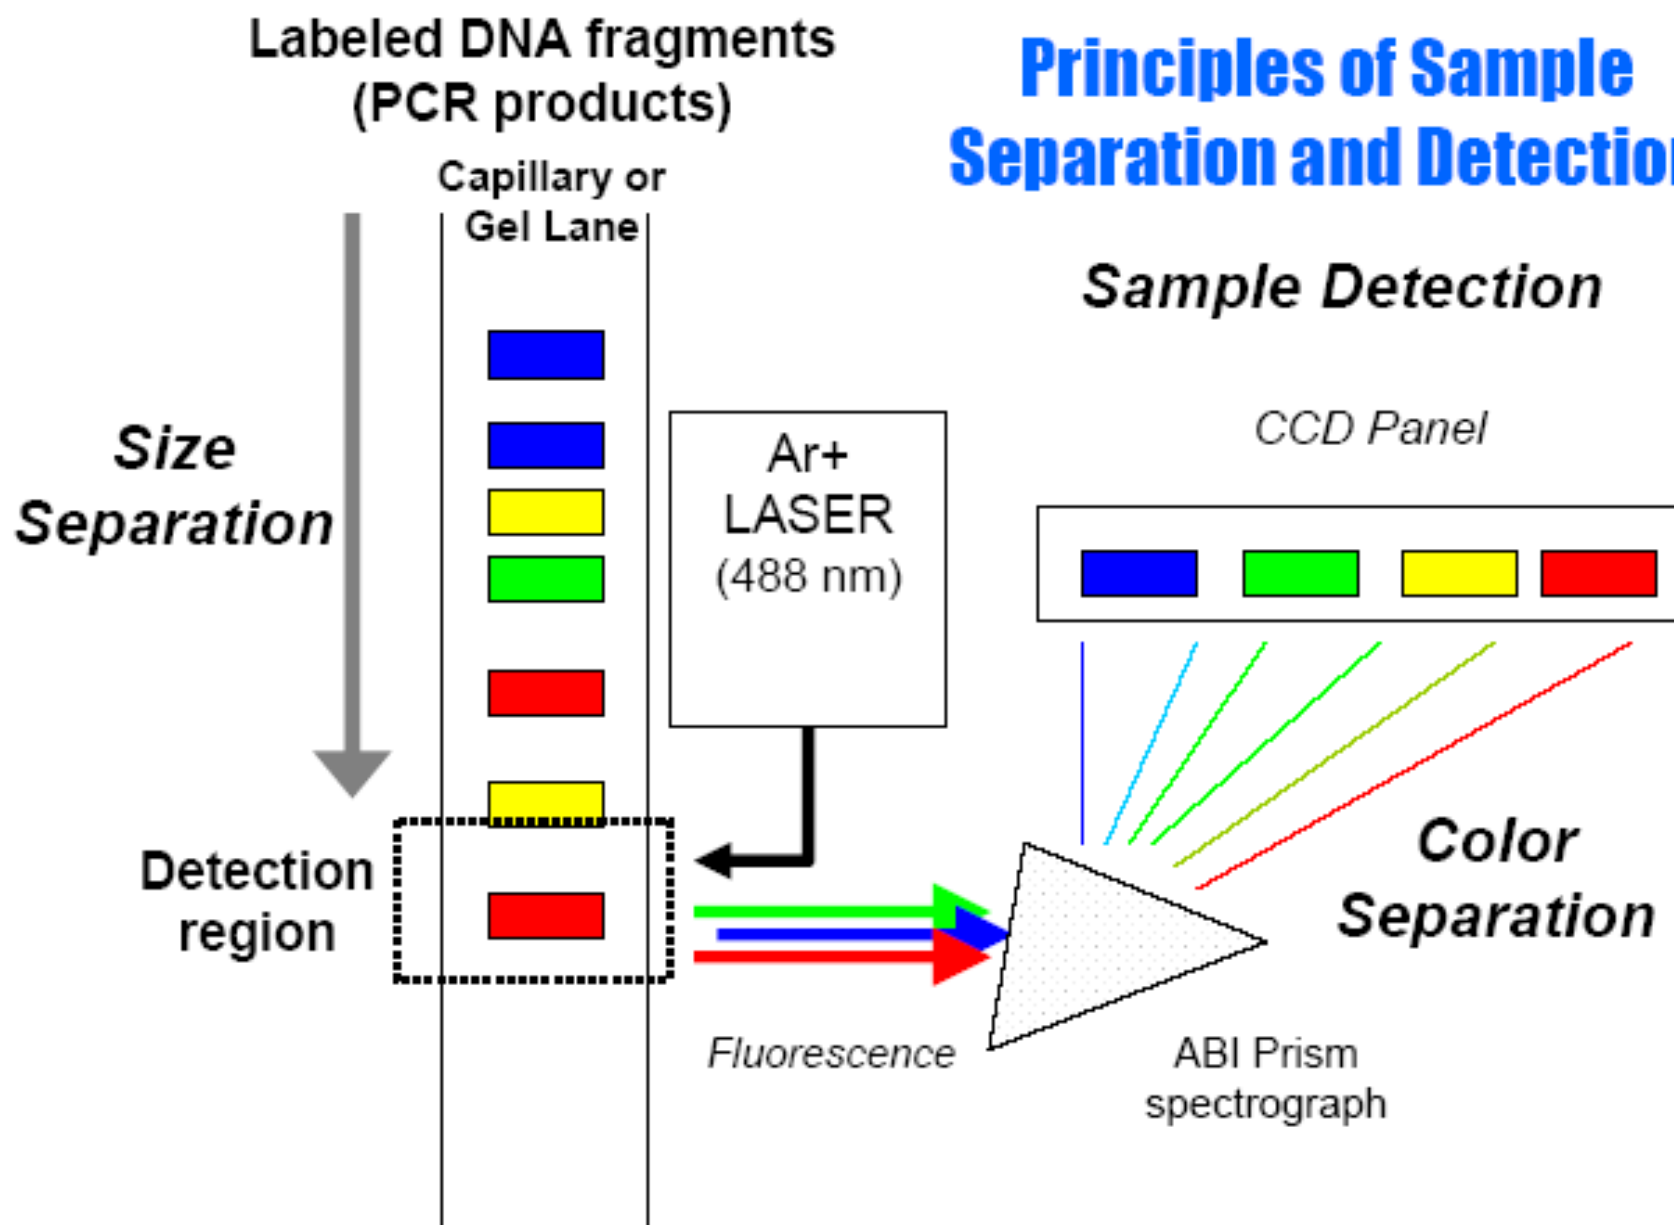 Labeled DNA fragments
(PCR products)
Principles of Sample
Separation and Detection
Capillary or
Gel Lane
Sample Detection
Size
Separation
Ar+
LASER
(488 nm)
CCD Panel
Detection
region
Color
Separation
Fluorescence
ABI Prism
spectrograph